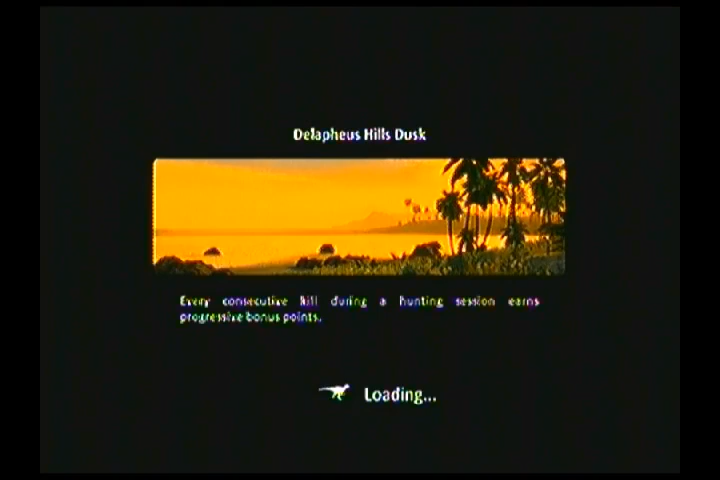 Delapheus Hills Dusk
Every consecutive kill during a hunting session earns
progressive bonus points.
Loading...